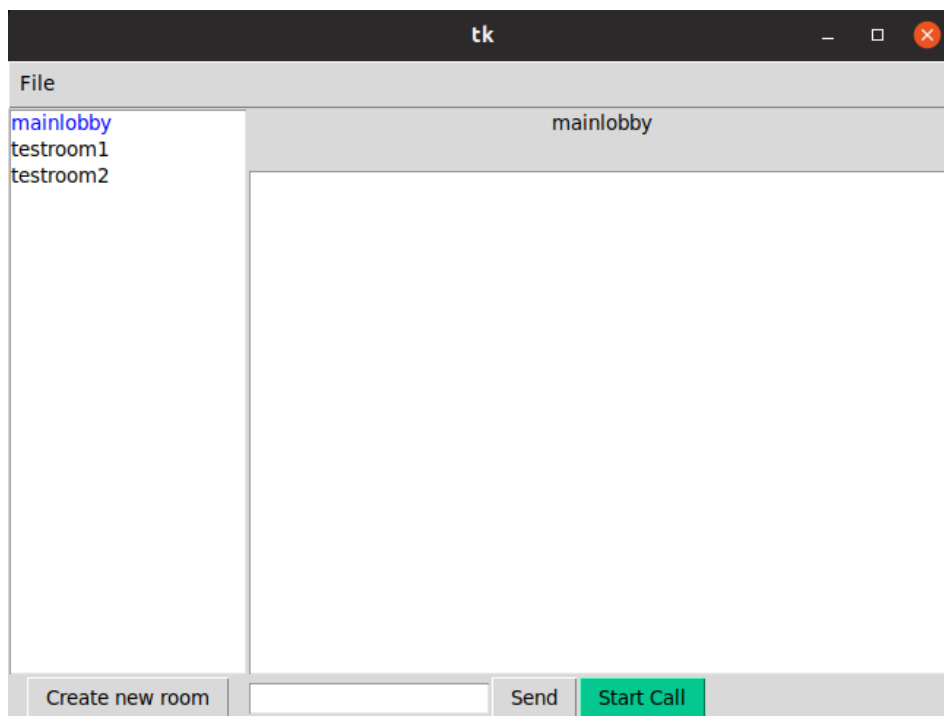 tk
File
mainlobby
testroom1
testroom2
mainlobby
Create new room
Send
Start Call